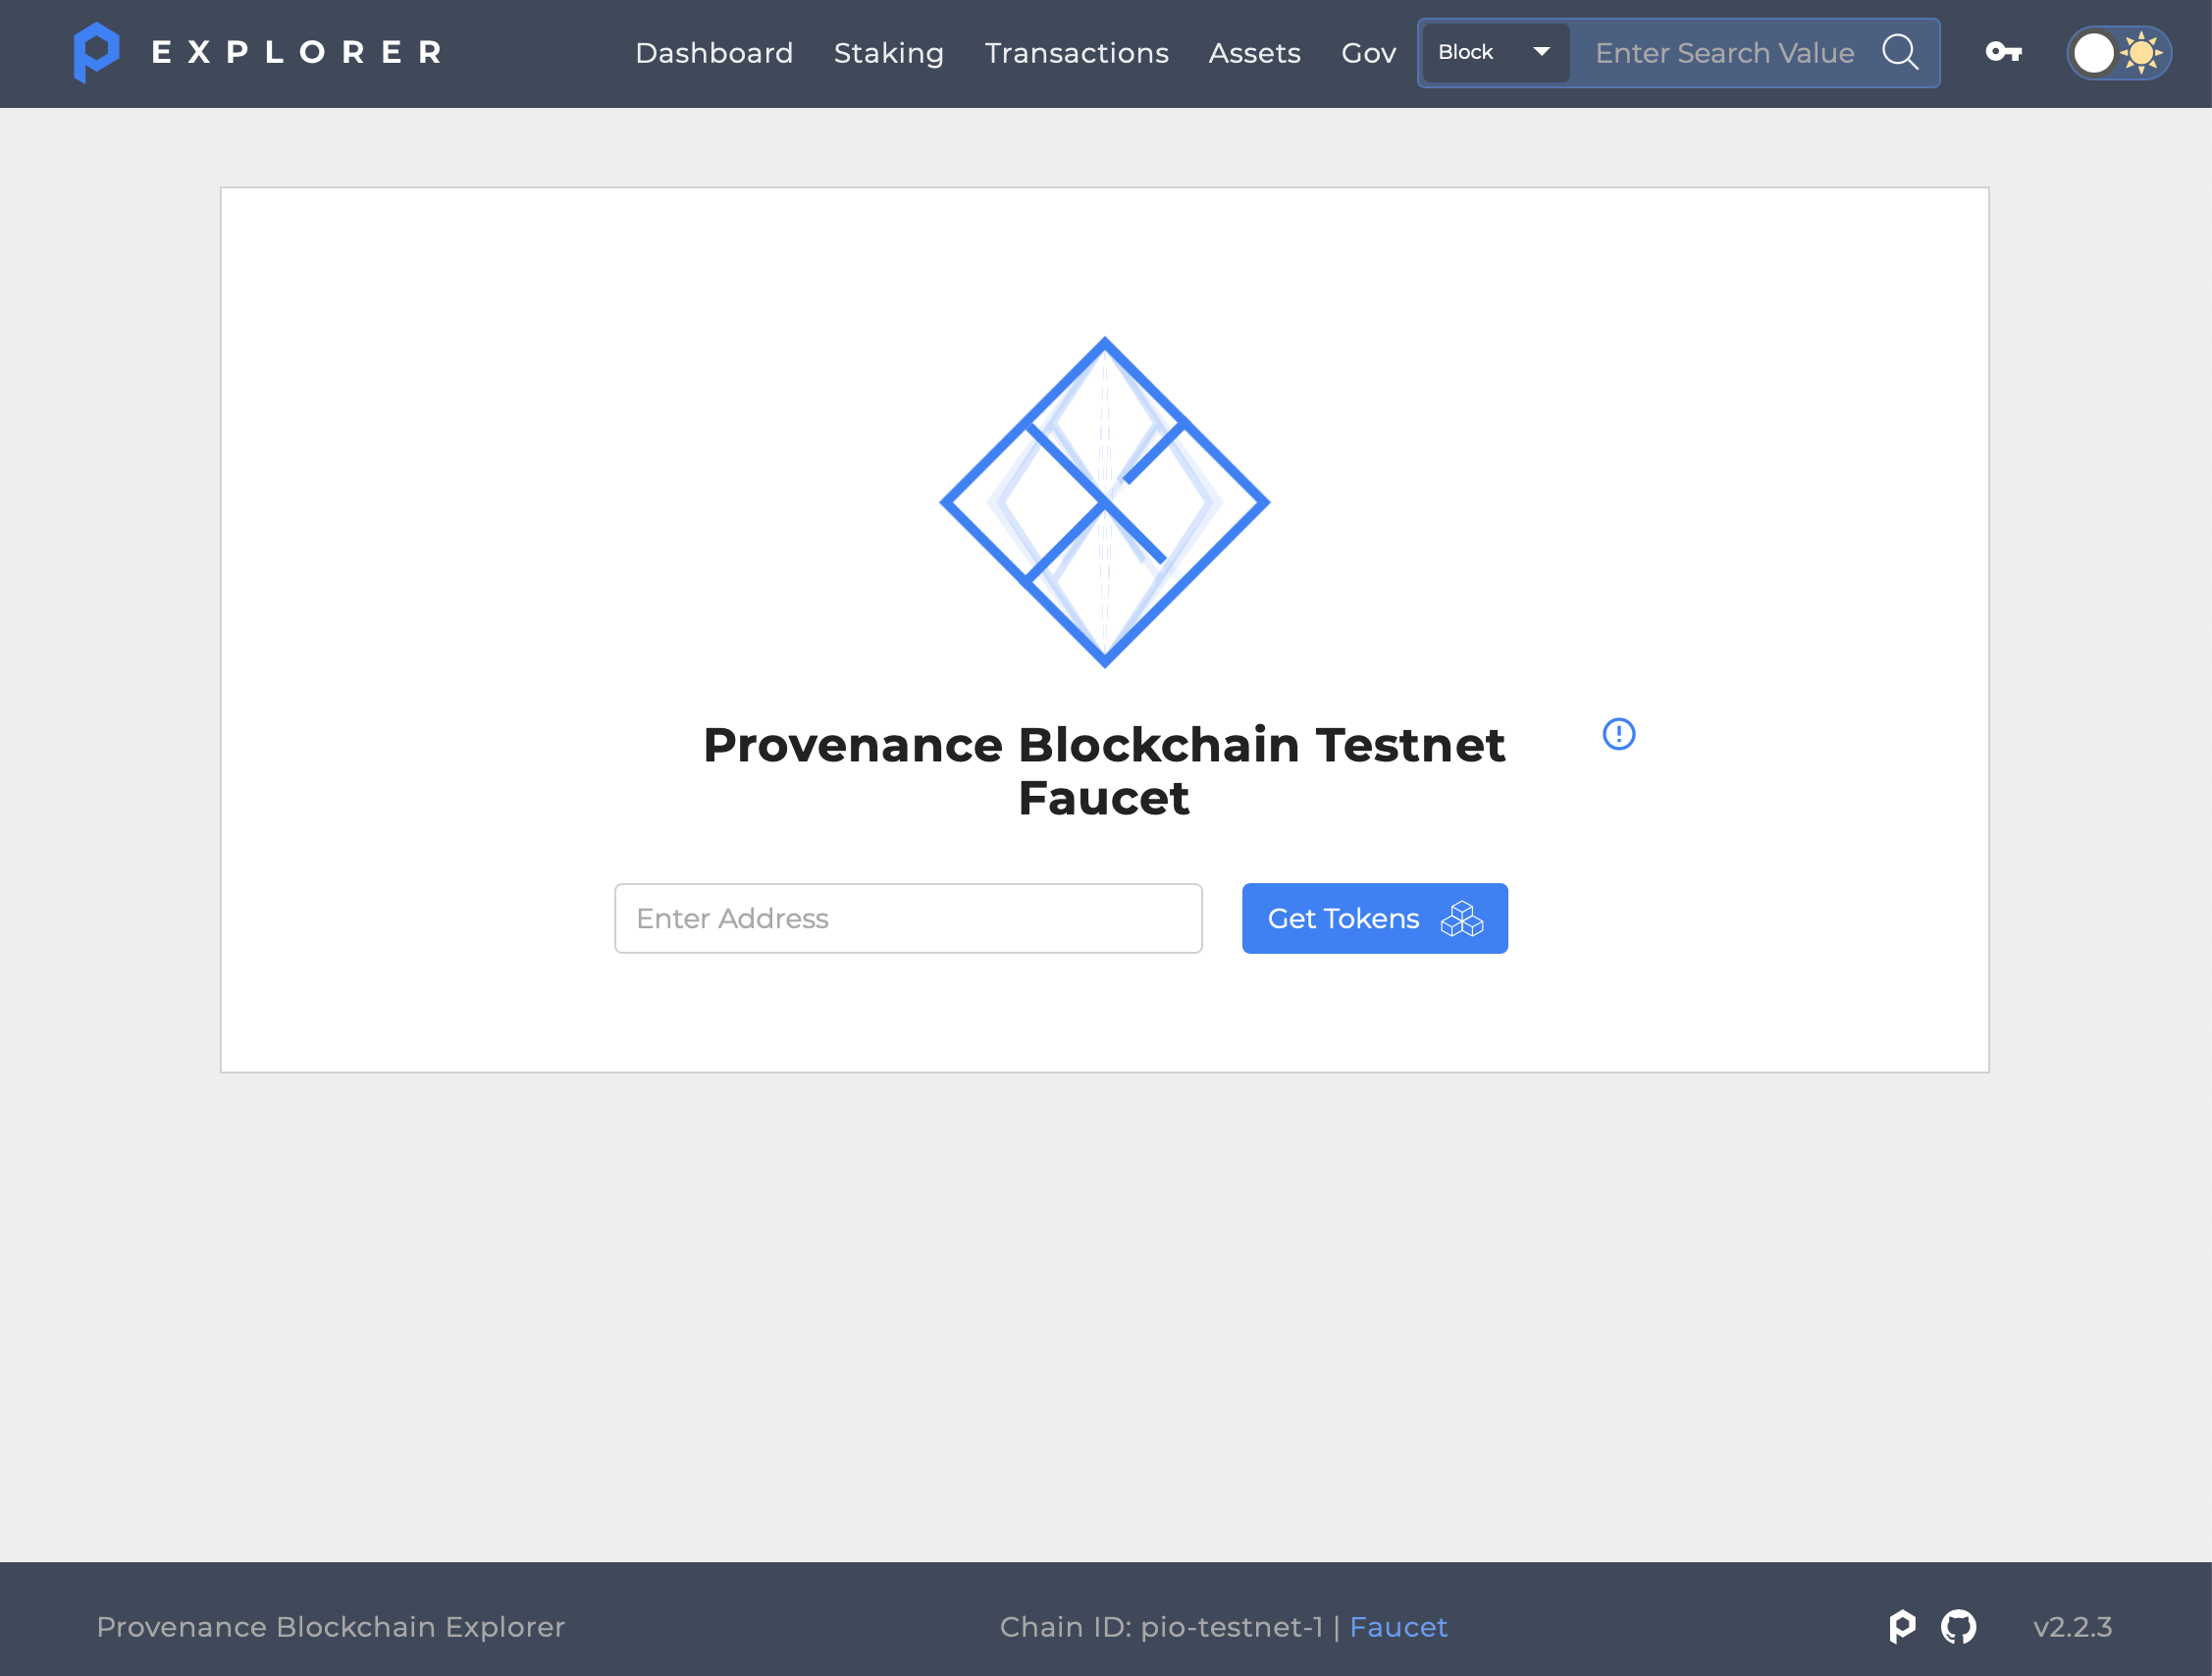 EXPLORER
Dashboard Staking Transactions Assets Gov Block Enter Search Value
Provenance Blockchain Testnet
Faucet
Enter Address Get Tokens
Provenance Blockchain Explorer Chain ID: pio-testnet-1 | Faucet v2.2.3